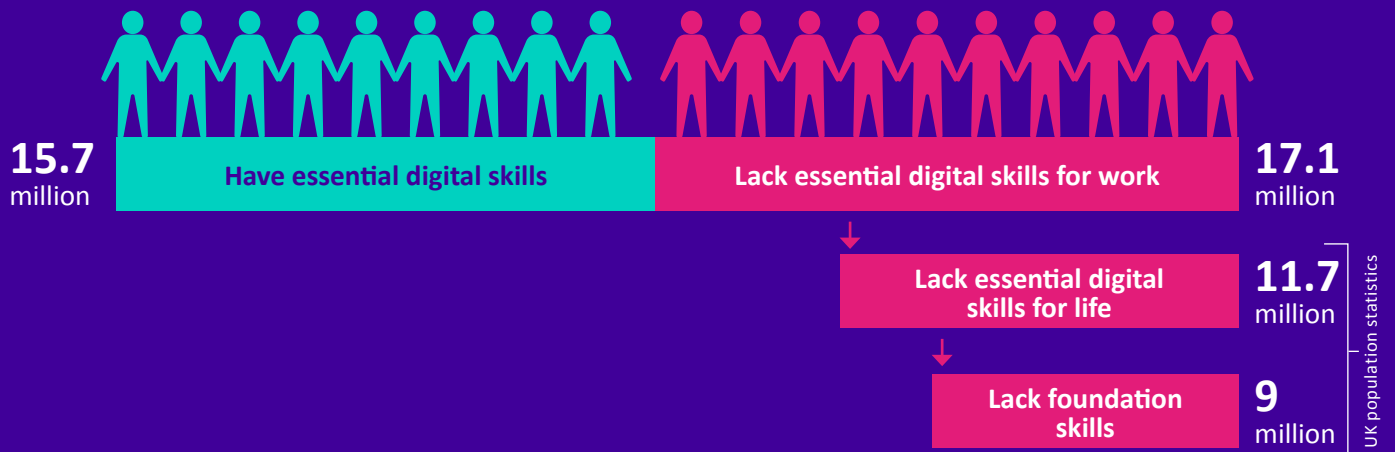 15.7
million
Have essential digital skills
Lack essential digital skills for work
17.1
million
Lack essential digital
skills for life
11.7
million
Lack foundation
skills
9
million
UK population statistics